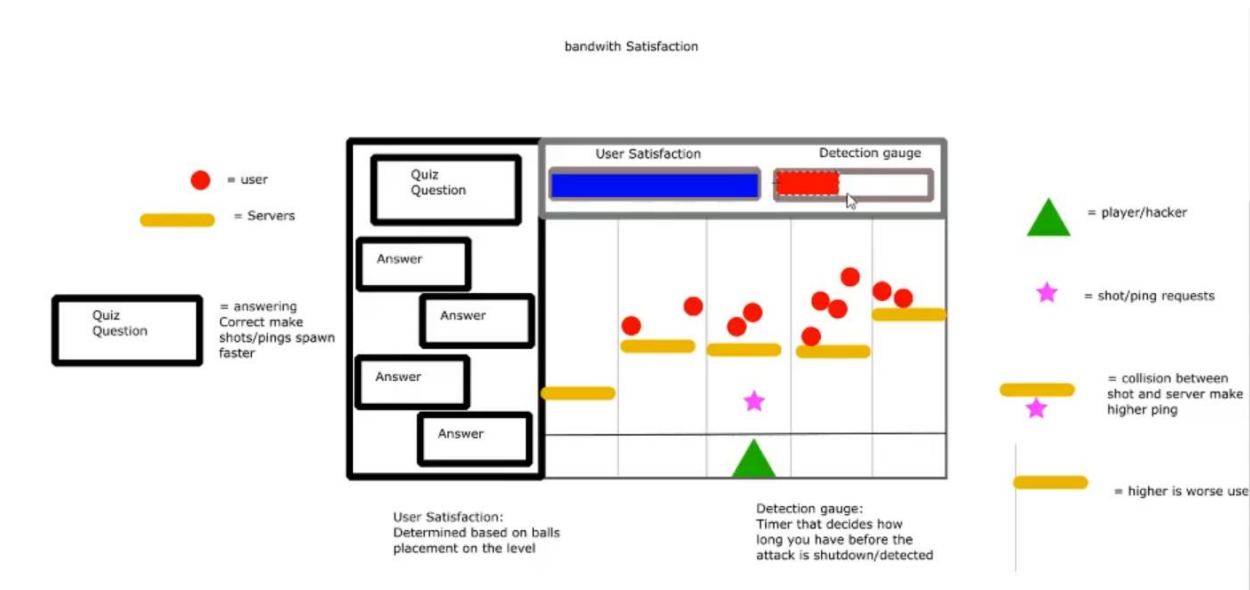 bandwith Satisfaction
= user
= Servers
Quiz
Question
= answering
Correct make
shots/pings spawn
faster
Quiz
Question
Answer
Answer
Answer
Answer
User Satisfaction
Detection gauge
= player/hacker
= shot/ping requests
= collision between
shot and server make
higher ping
= higher is worse use
User Satisfaction:
Determined based on balls
placement on the level
Detection gauge:
Timer that decides how
long you have before the
attack is shutdown/detected